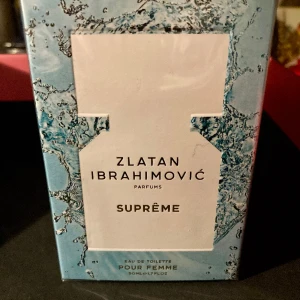 ZLATAN
IBRAHIMOVIĆ
PARFUMS
SUPRÊME
EAU DE TOILETTE
POUR FEMME